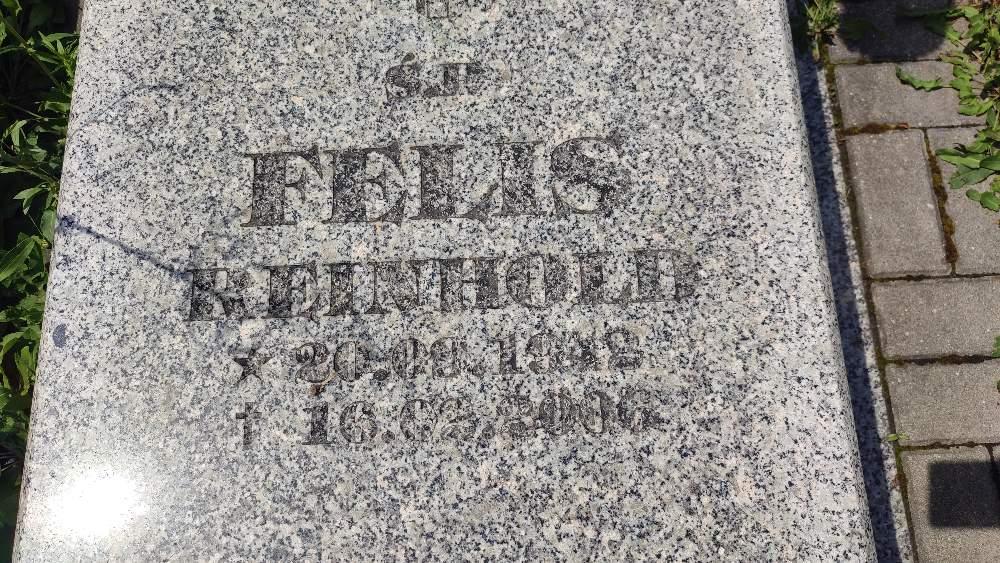 Ś.P.
FELIS
REINHOLD
16.02.2006